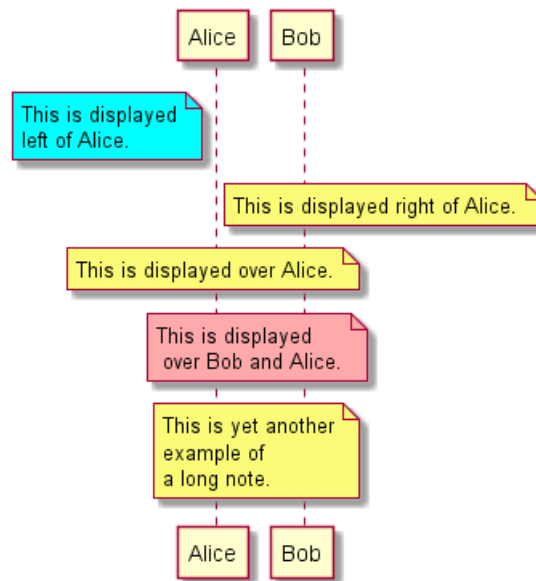 Alice Bob
This is displayed
left of Alice.
This is displayed right of Alice.
This is displayed over Alice.
This is displayed
over Bob and Alice.
This is yet another
example of
a long note.
Alice Bob